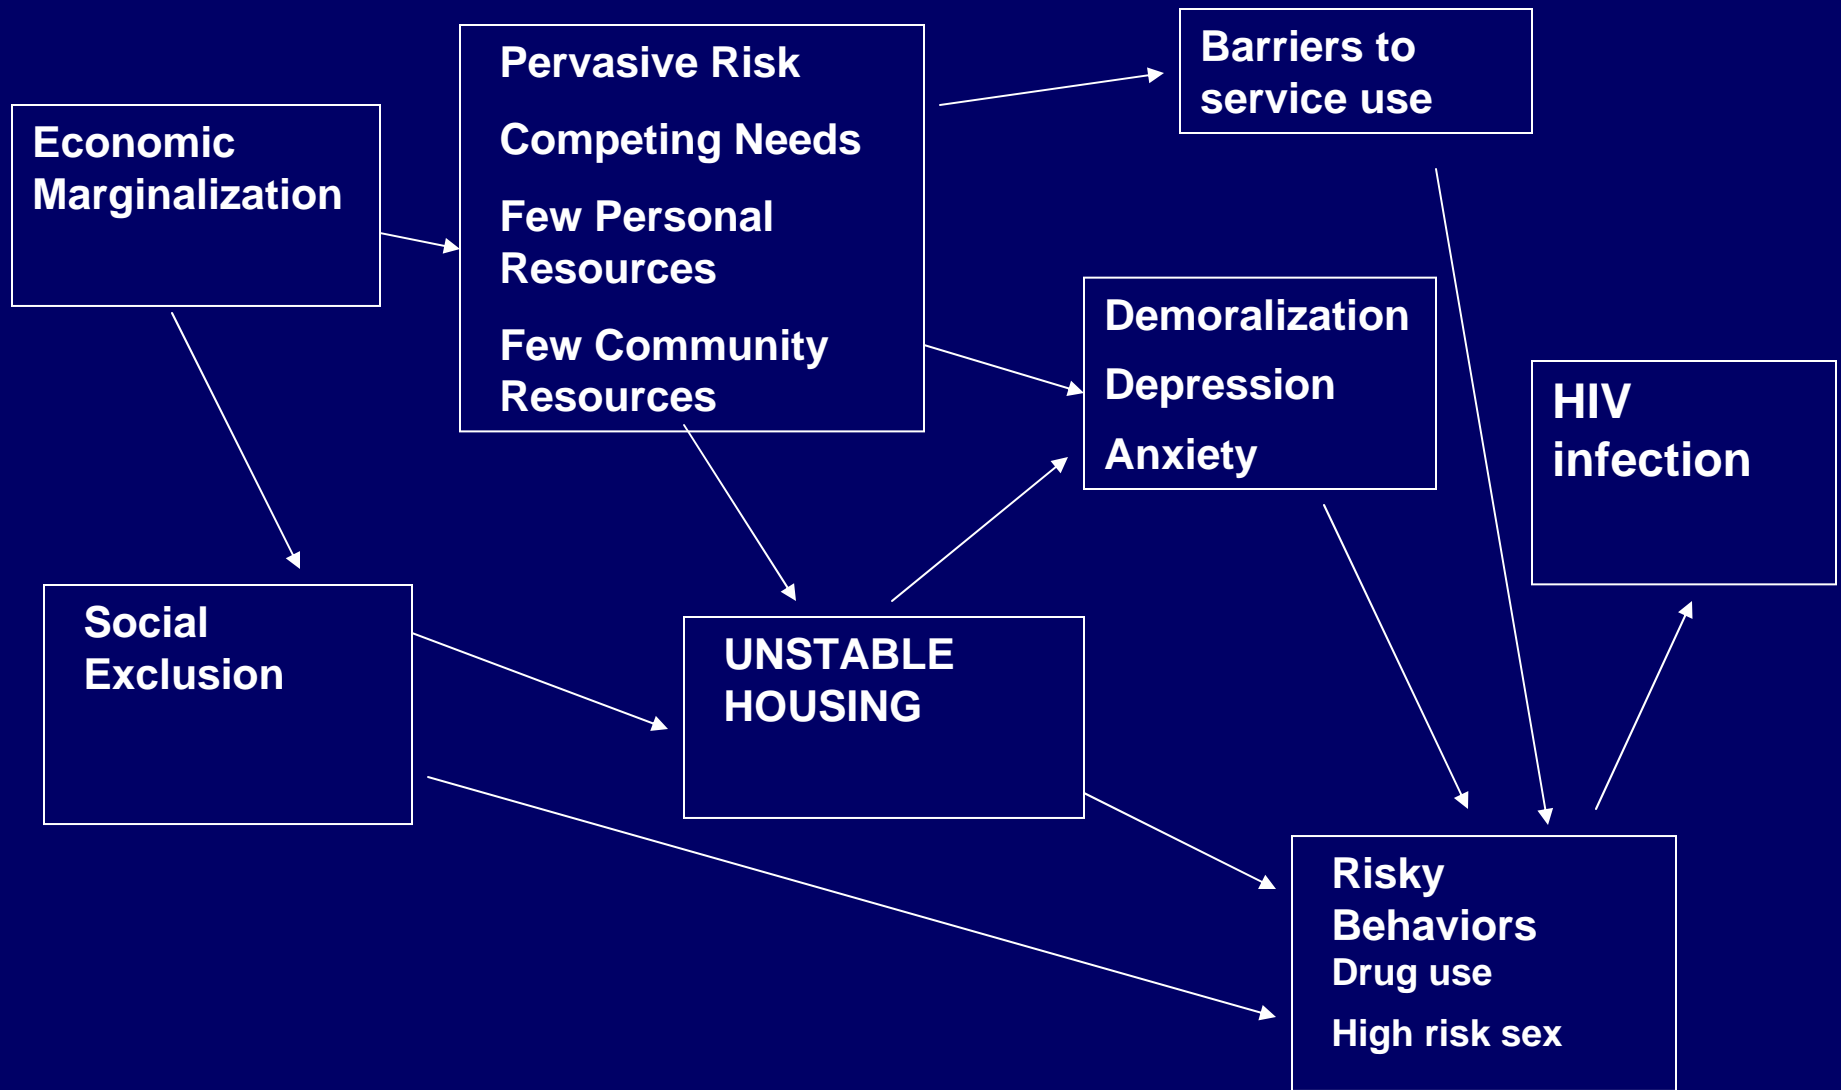 Economic
Marginalization
Pervasive Risk
Competing Needs
Few Personal
Resources
Few Community
Resources
Barriers to
service use
Demoralization
Depression
Anxiety
HIV
infection
Social
Exclusion
UNSTABLE
HOUSING
Risky
Behaviors
Drug use
High risk sex